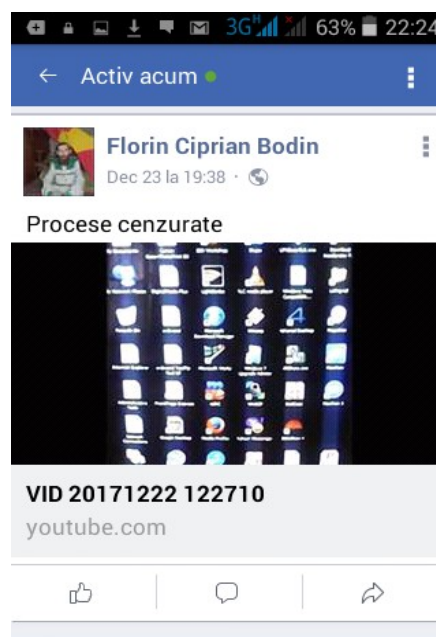 3G H 63% 22:24
Activ acum
Florin Ciprian Bodin
Dec 23 la 19:38
Procese cenzurate
VID 20171222 122710
youtube.com